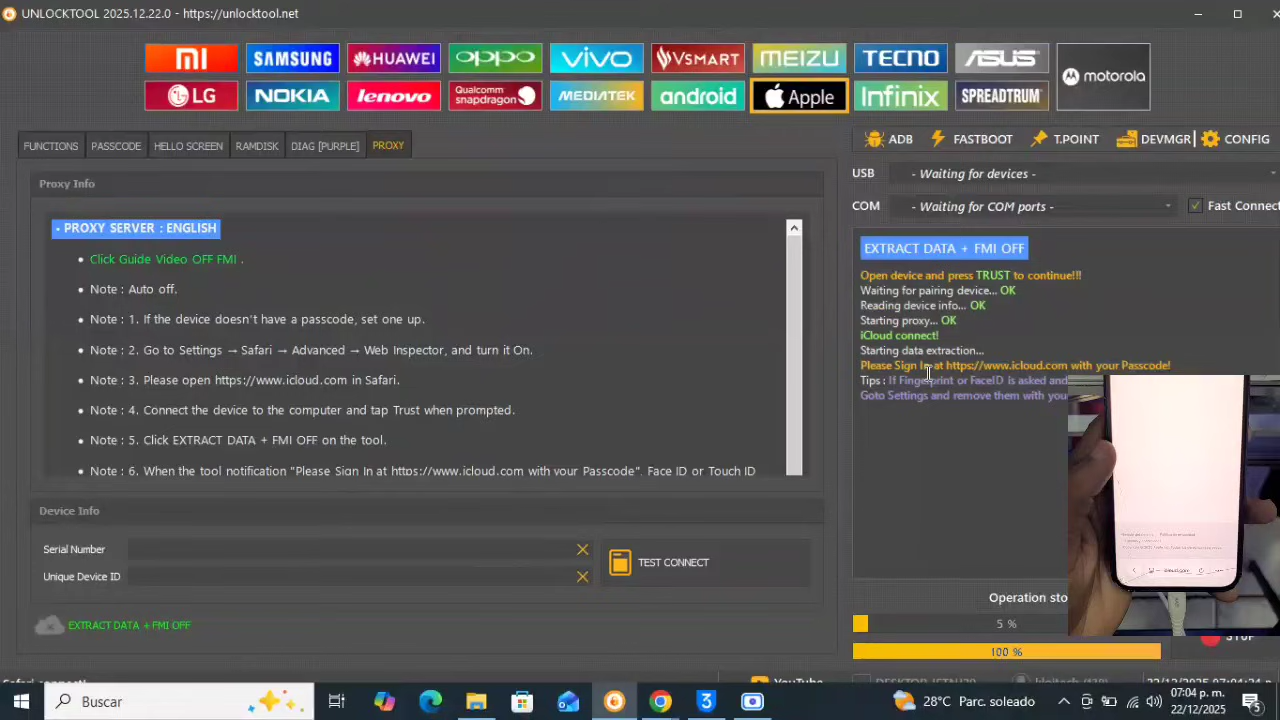 UNLOCKTOOL 2025.12.22.0 - https://unlocktool.net
SAMSUNG HUAWEI oppo vivo VSMART MEIZU TECNO ASUS motorola
LG NOKIA lenovo Qualcomm snapdragon MEDIATEK android Apple Infinix SPREADTRUM
FUNCTIONS PASSCODE HELLO SCREEN RAMDISK DIAG [PURPLE] PROXY
ADB FASTBOOT T.POINT DEVMGR CONFIG
USB - Waiting for devices -
COM - Waiting for COM ports - Fast Connect
Proxy Info
- PROXY SERVER : ENGLISH
Click Guide Video OFF FMI .
Note : Auto off.
Note : 1. If the device doesn't have a passcode, set one up.
Note : 2. Go to Settings → Safari → Advanced → Web Inspector, and turn it On.
Note : 3. Please open https://www.icloud.com in Safari.
Note : 4. Connect the device to the computer and tap Trust when prompted.
Note : 5. Click EXTRACT DATA + FMI OFF on the tool.
Note : 6. When the tool notification "Please Sign In at https://www.icloud.com with your Passcode". Face ID or Touch ID
EXTRACT DATA + FMI OFF
Open device and press TRUST to continue!!!
Waiting for pairing device... OK
Reading device info... OK
Starting proxy... OK
iCloud connect!
Starting data extraction...
Please Sign In at https://www.icloud.com with your Passcode!
Tips : If Fingerprint or FaceID is asked and
Goto Settings and remove them with you
Device Info
Serial Number
Unique Device ID
TEST CONNECT
EXTRACT DATA + FMI OFF
Operation sto
5 %
100 %
STOP
YouTube
Buscar
28°C Parc. soleado
07:04 p. m.
22/12/2025